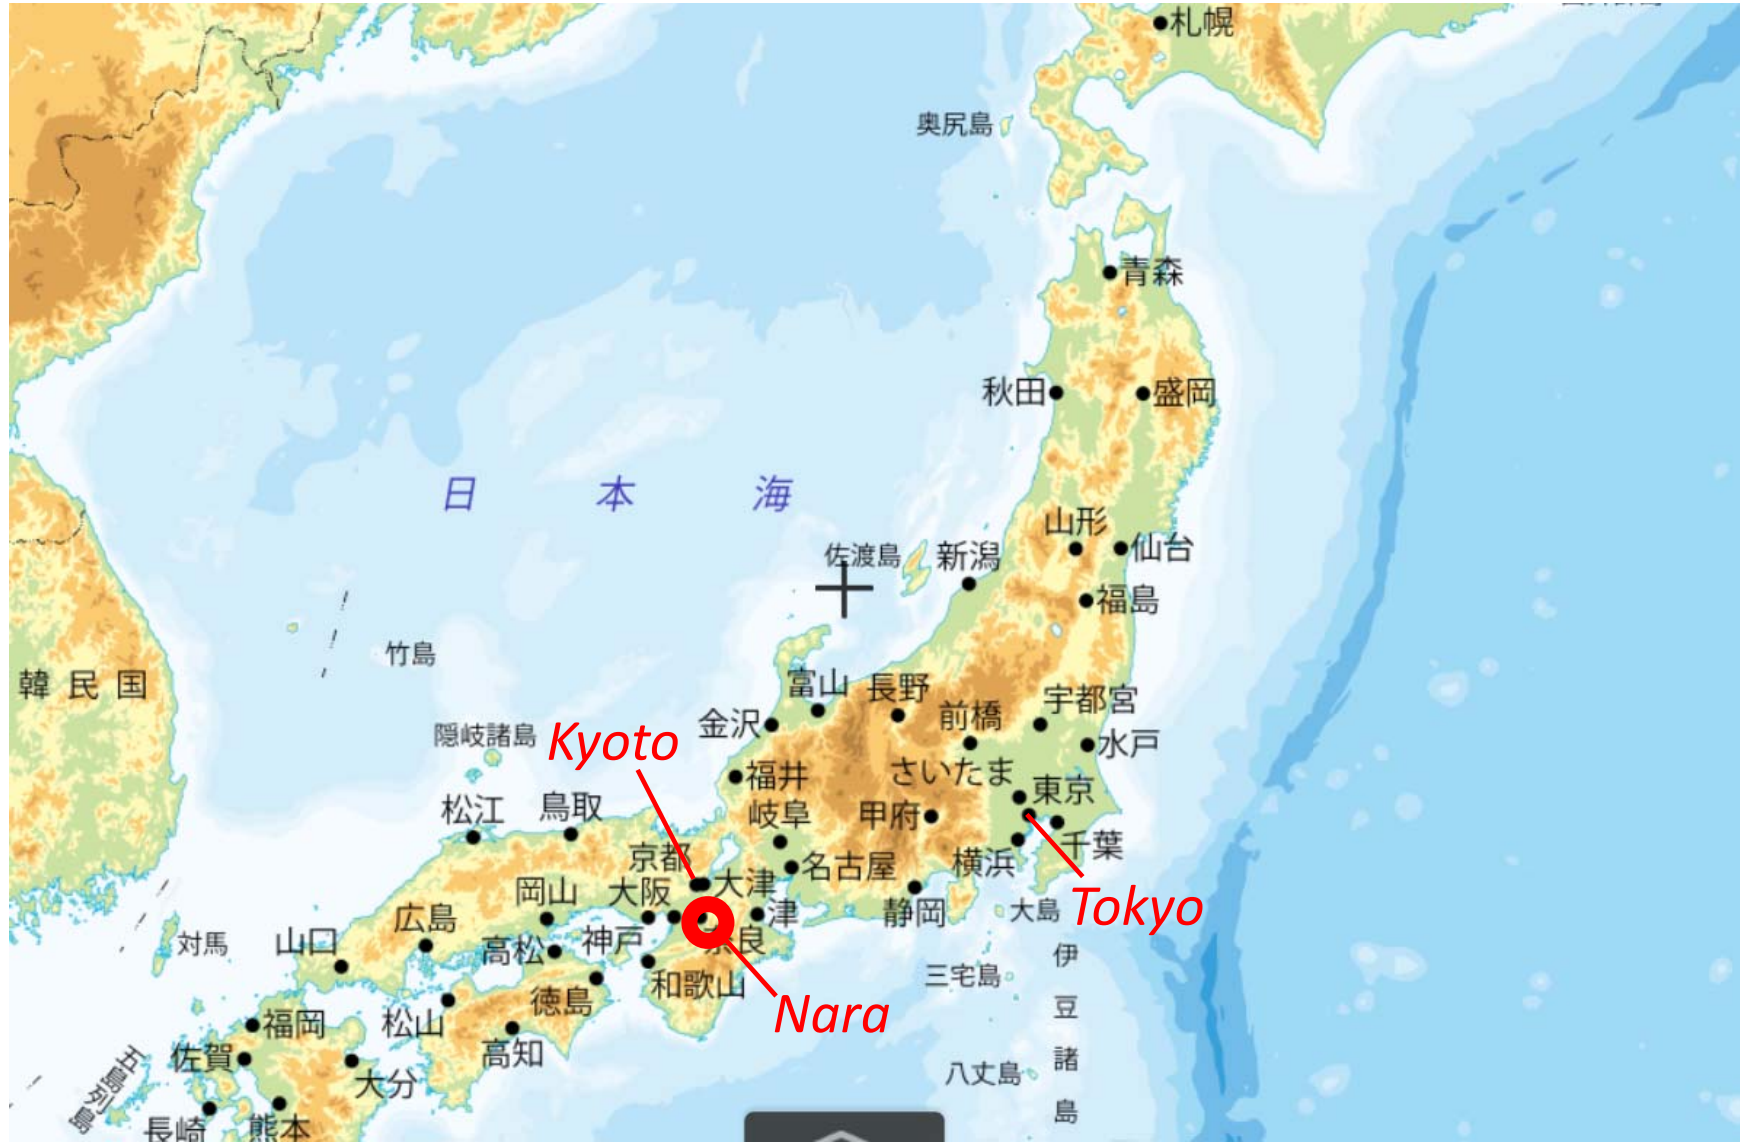 札幌
奥尻島
青森
秋田
盛岡
日本海
山形
仙台
佐渡島
新潟
福島
竹島
韓民国
富山
長野
宇都宮
金沢
前橋
水戸
隠岐諸島
Kyoto
福井
さいたま
東京
松江
鳥取
岐阜
甲府
千葉
京都
名古屋
横浜
大津
岡山
大阪
津
静岡
大島
Tokyo
広島
対馬
山口
高松
神戸
奈良
伊豆諸島
三宅島
和歌山
徳島
Nara
福岡
松山
高知
佐賀
大分
八丈島
五島列島
長崎
熊本